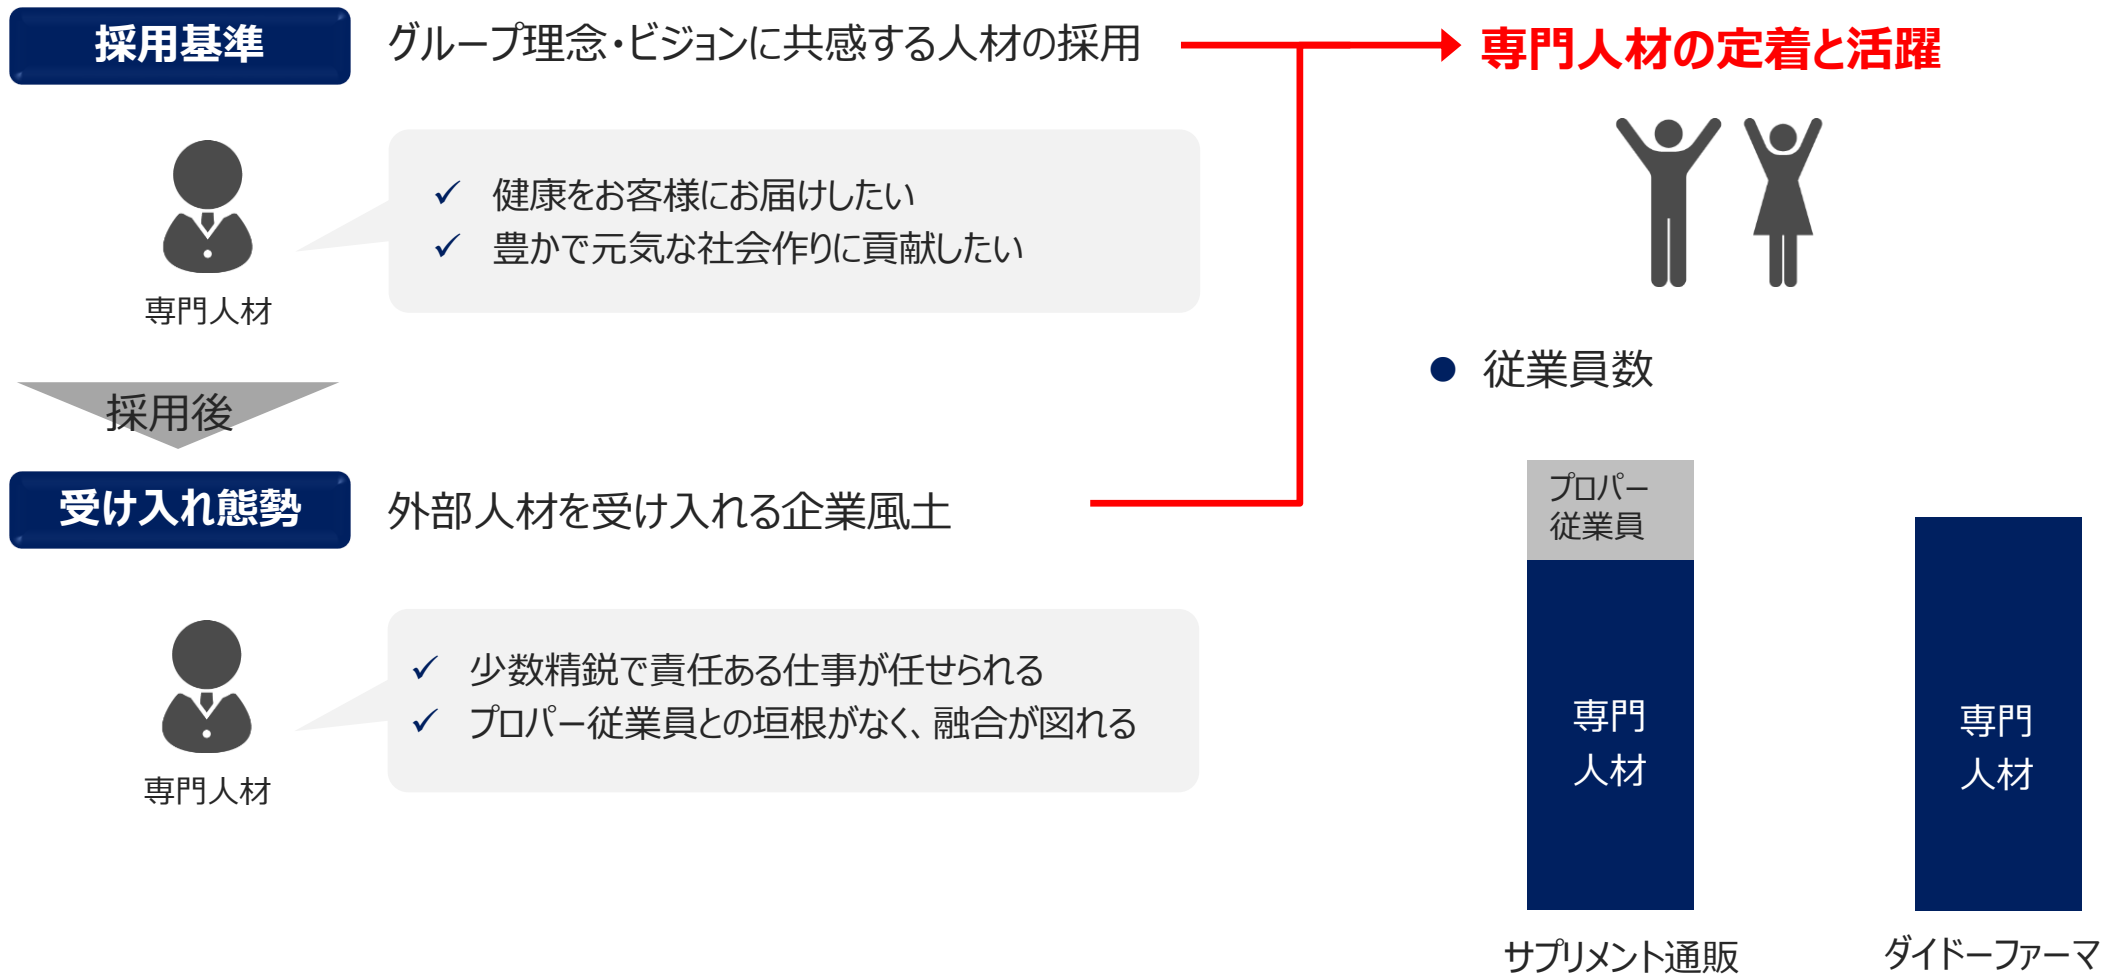 採用基準
グループ理念・ビジョンに共感する人材の採用
専門人材の定着と活躍
✓ 健康をお客様にお届けしたい
✓ 豊かで元気な社会作りに貢献したい
専門人材
採用後
受け入れ態勢
外部人材を受け入れる企業風土
✓ 少数精鋭で責任ある仕事が任せられる
✓ プロパー従業員との垣根がなく、融合が図れる
専門人材
● 従業員数
プロパー
従業員
専門
人材
サプリメント通販
専門
人材
ダイドーファーマ